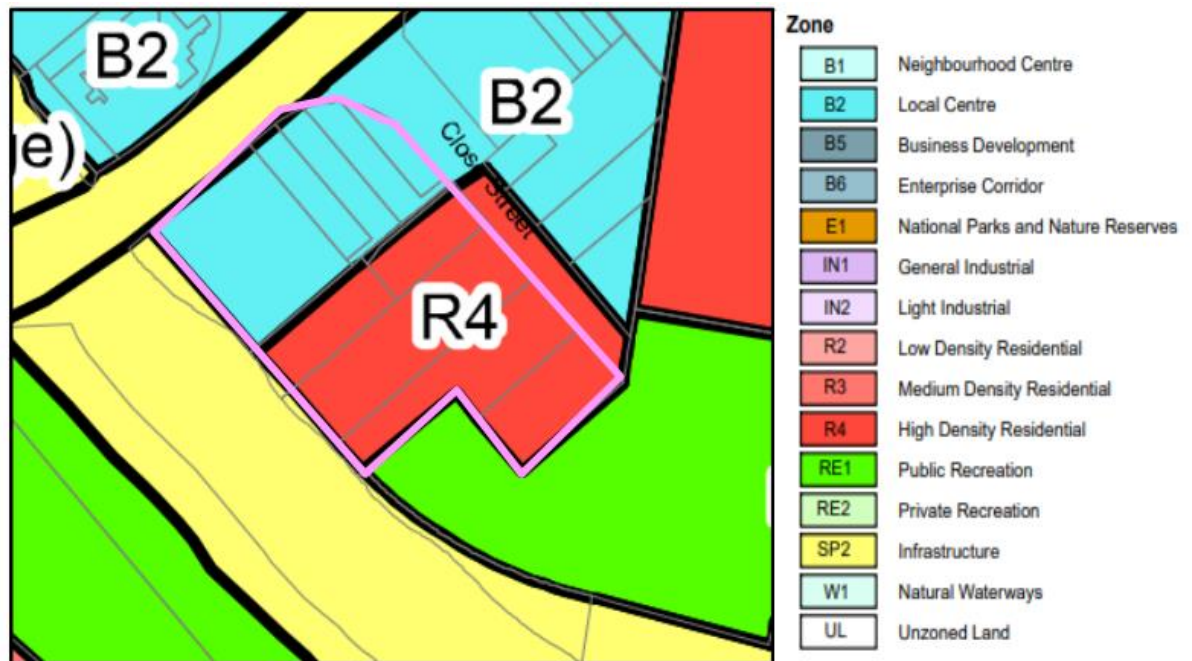 B2
B2
ge)
Clos
Street
R4
Zone
B1 Neighbourhood Centre
B2 Local Centre
B5 Business Development
B6 Enterprise Corridor
E1 National Parks and Nature Reserves
IN1 General Industrial
IN2 Light Industrial
R2 Low Density Residential
R3 Medium Density Residential
R4 High Density Residential
RE1 Public Recreation
RE2 Private Recreation
SP2 Infrastructure
W1 Natural Waterways
UL Unzoned Land